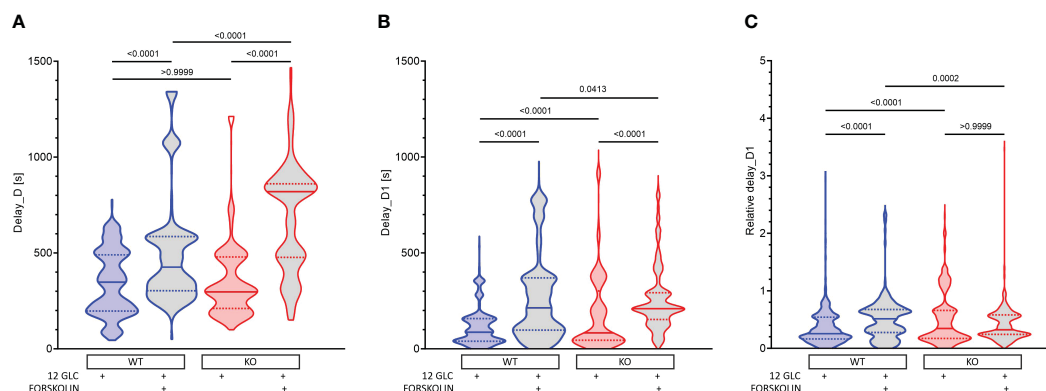 A
<0.0001
<0.0001
<0.0001
>0.9999
1500
1000
500
0
Delay_D [s]
WT
KO
12 GLC + +
FORSKOLIN + +
B
0.0413
<0.0001
<0.0001
<0.0001
1500
1000
500
0
Delay_D1 [s]
WT
KO
12 GLC + +
FORSKOLIN + +
C
0.0002
<0.0001
<0.0001
>0.9999
5
4
3
2
1
0
Relative delay_D1
WT
KO
12 GLC + +
FORSKOLIN + +